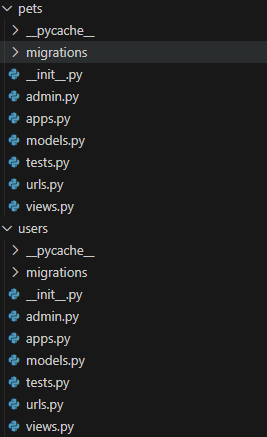 pets
__pycache__
migrations
__init__.py
admin.py
apps.py
models.py
tests.py
urls.py
views.py
users
__pycache__
migrations
__init__.py
admin.py
apps.py
models.py
tests.py
urls.py
views.py